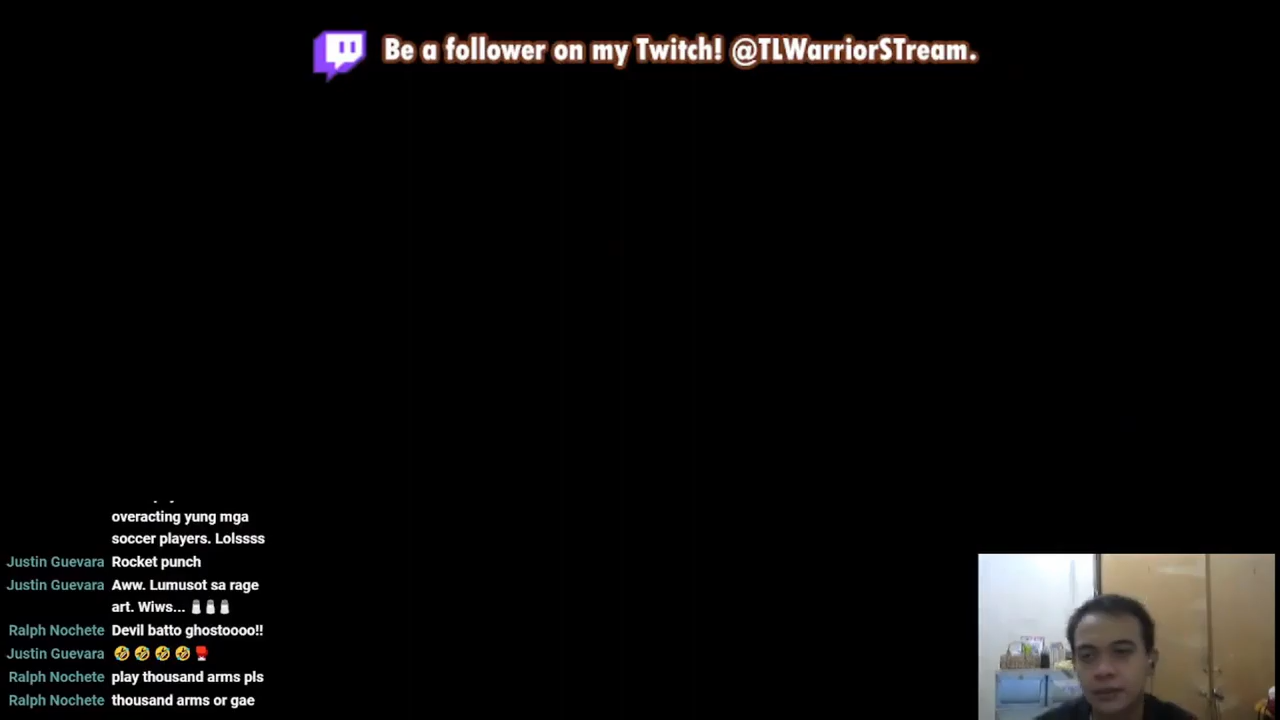 Be a follower on my Twitch! @TLWarriorSTream.
overacting yung mga
soccer players. Lolssss
Justin Guevara Rocket punch
Justin Guevara Aww. Lumusot sa rage
art. Wiws... 🧂🧂🧂
Ralph Nochete Devil batto ghostoooo!!
Justin Guevara 🤣🤣🤣🤣🥊
Ralph Nochete play thousand arms pls
Ralph Nochete thousand arms or gae